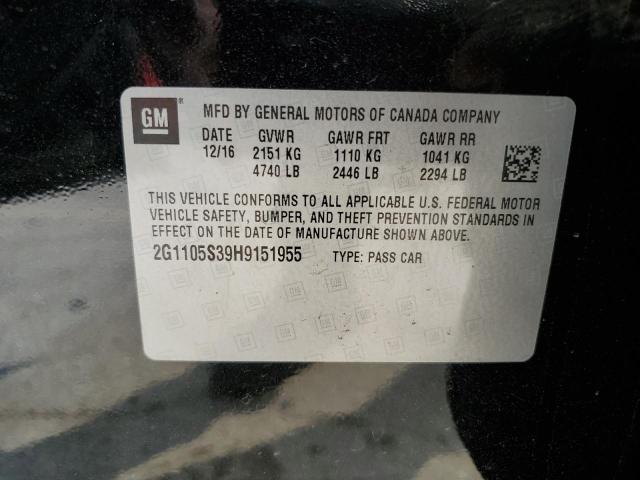 GM
MFD BY GENERAL MOTORS OF CANADA COMPANY
DATE GVWR GAWR FRT GAWR RR
12/16 2151 KG 1110 KG 1041 KG
4740 LB 2446 LB 2294 LB
THIS VEHICLE CONFORMS TO ALL APPLICABLE U.S. FEDERAL MOTOR
VEHICLE SAFETY, BUMPER, AND THEFT PREVENTION STANDARDS
IN EFFECT ON THE DATE OF MANUFACTURE SHOWN ABOVE.
2G1105S39H9151955 TYPE: PASS CAR